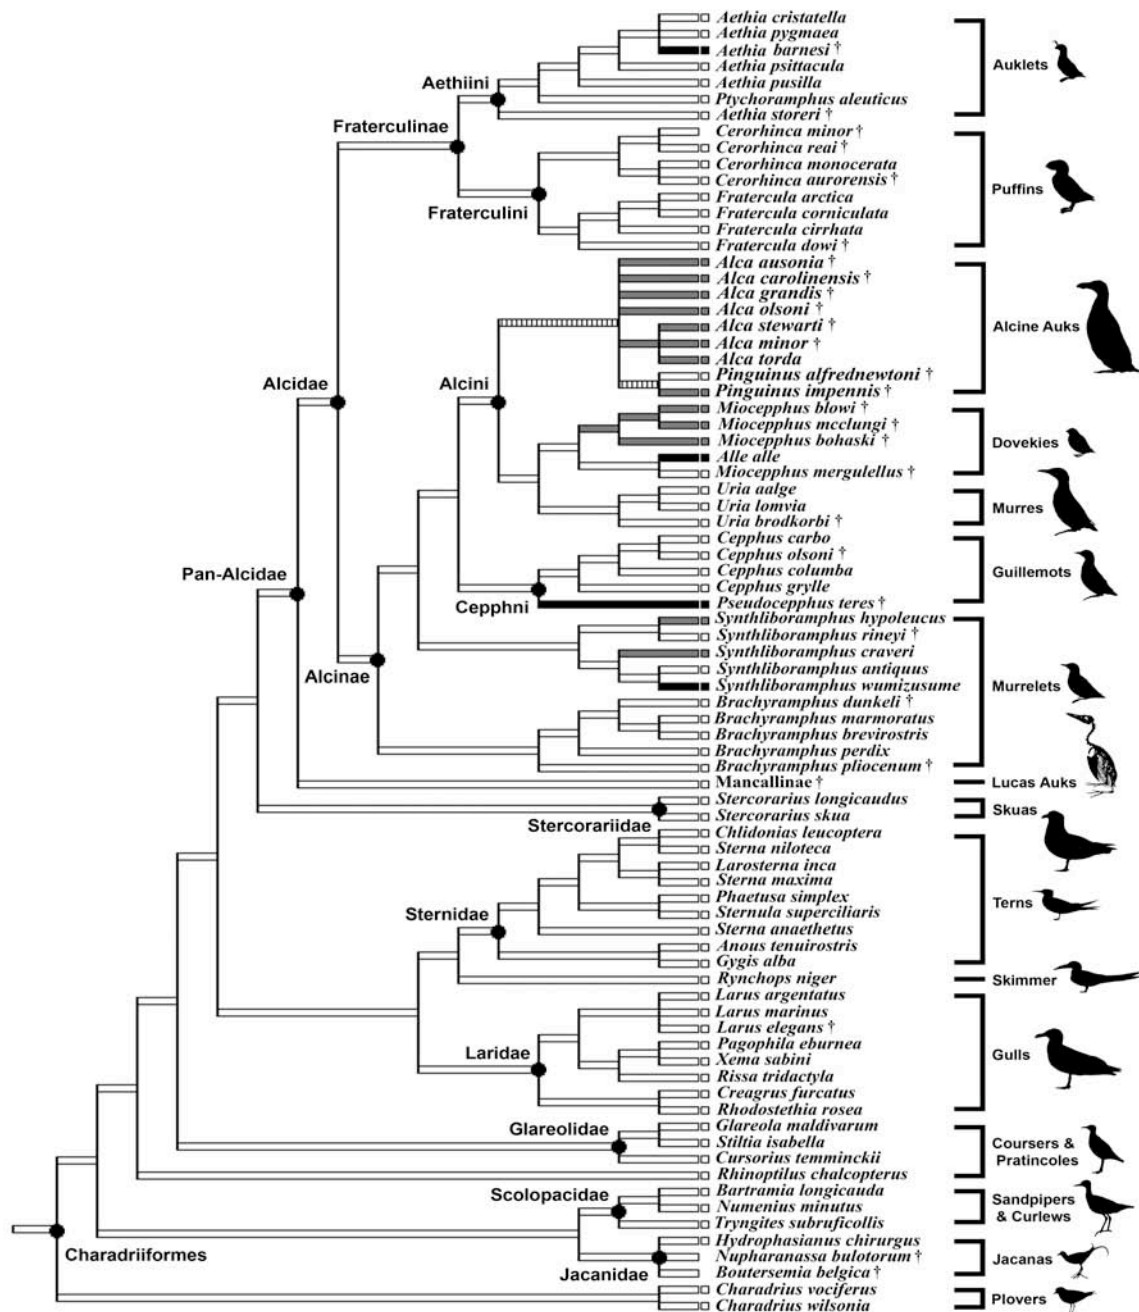 Aethia cristatella
Aethia pygmaea
Aethia barnesi †
Aethia psittacula
Aethia pusilla
Ptychoramphus aleuticus
Aethia storeri †
Cerorhinca minor †
Cerorhinca reai †
Cerorhinca monocerata
Cerorhinca aurorensis †
Fratercula arctica
Fratercula corniculata
Fratercula cirrhata
Fratercula dowi †
Alca ausonia †
Alca carolinensis †
Alca grandis †
Alca olsoni †
Alca stewarti †
Alca minor †
Alca torda
Pinguinus alfrednewtoni †
Pinguinus impennis †
Miocepphus blowi †
Miocepphus mcclungi †
Miocepphus bohaski †
Alle alle
Miocepphus mergulellus †
Uria aalge
Uria lomvia
Uria brodkorbi †
Cepphus carbo
Cepphus olsoni †
Cepphus columba
Cepphus grylle
Pseudocepphus teres †
Synthliboramphus hypoleucus
Synthliboramphus rineyi †
Synthliboramphus craveri
Synthliboramphus antiquus
Synthliboramphus wumizusume
Brachyramphus dunkeli †
Brachyramphus marmoratus
Brachyramphus brevirostris
Brachyramphus perdix
Brachyramphus pliocenum †
Mancallinae †
Stercorarius longicaudus
Stercorarius skua
Chlidonias leucoptera
Sterna niloteca
Larosterna inca
Sterna maxima
Phaetusa simplex
Sternula superciliaris
Sterna anaethetus
Anous tenuirostris
Gygis alba
Rynchops niger
Larus argentatus
Larus marinus
Larus elegans †
Pagophila eburnea
Xema sabini
Rissa tridactyla
Creagrus furcatus
Rhodostethia rosea
Glareola maldivarum
Stiltia isabella
Cursorius temminckii
Rhinoptilus chalcopterus
Bartramia longicauda
Numenius minutus
Tryngites subruficollis
Hydrophasianus chirurgus
Nupharanassa bulotorum †
Boutersemia belgica †
Charadrius vociferus
Charadrius wilsonia
Aethiini
Fraterculinae
Fraterculini
Alcidae
Alcini
Pan-Alcidae
Cepphni
Alcinae
Stercorariidae
Sternidae
Laridae
Glareolidae
Scolopacidae
Charadriiformes
Jacanidae
Auklets
Puffins
Alcine Auks
Dovekies
Murres
Guillemots
Murrelets
Lucas Auks
Skuas
Terns
Skimmer
Gulls
Coursers &
Pratincoles
Sandpipers
& Curlews
Jacanas
Plovers